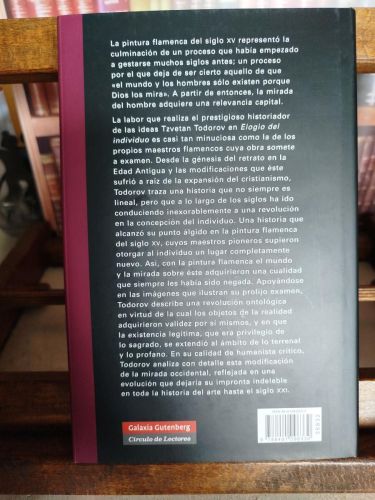 La pintura flamenca del siglo XV representó la
culminación de un proceso que había empezado
a gestarse muchos siglos antes; un proceso
por el que deja de ser cierto aquello de que
«el mundo y los hombres sólo existen porque
Dios los mira». A partir de entonces, la mirada
del hombre adquiere una relevancia capital.
La labor que realiza el prestigioso historiador
de las ideas Tzvetan Todorov en Elogio del
individuo es casi tan minuciosa como la de los
propios maestros flamencos cuya obra somete
a examen. Desde la génesis del retrato en la
Edad Antigua y las modificaciones que éste
sufrió a raíz de la expansión del cristianismo,
Todorov traza una historia que no siempre es
lineal, pero que a lo largo de los siglos ha ido
conduciendo inexorablemente a una revolución
en la concepción del individuo. Una historia que
alcanzó su punto álgido en la pintura flamenca
del siglo XV, cuyos maestros pioneros supieron
otorgar al individuo un lugar completamente
nuevo. Así, con la pintura flamenca el mundo
y la mirada sobre éste adquirieron una cualidad
que siempre les había sido negada. Apoyándose
en las imágenes que ilustran su prolijo examen,
Todorov describe una revolución ontológica
en virtud de la cual los objetos de la realidad
adquirieron validez por sí mismos, y en que
la existencia legítima, que era privilegio de
lo sagrado, se extendió al ámbito de lo terrenal
y lo profano. En su calidad de humanista crítico,
Todorov analiza con detalle esta modificación
de la mirada occidental, reflejada en una
evolución que dejaría su impronta indeleble
en toda la historia del arte hasta el siglo XXI.
Galaxia Gutenberg
Círculo de Lectores